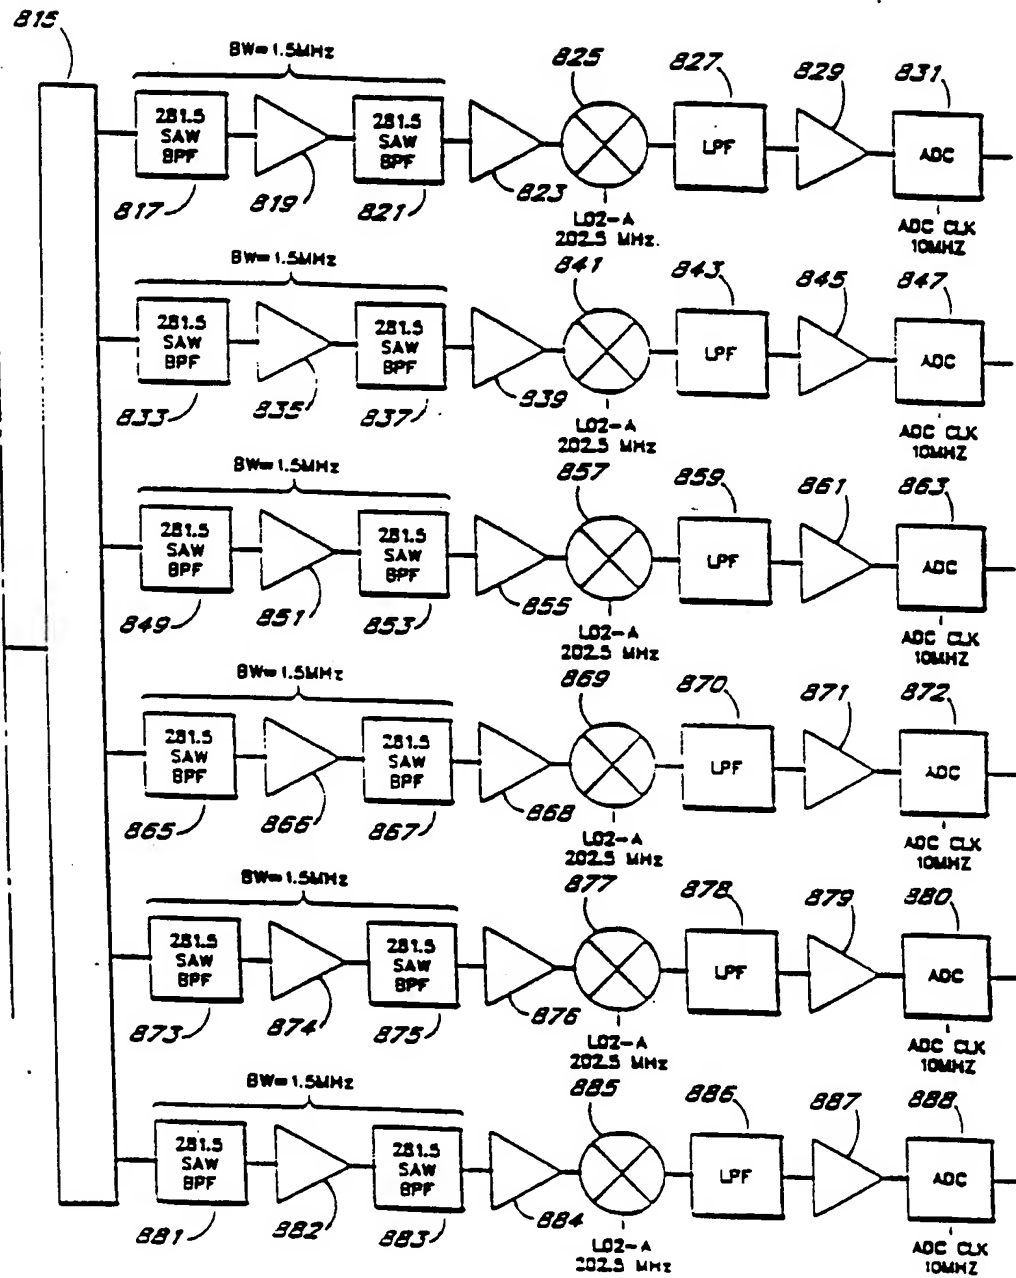 815
BW=1.5MHz
825 827 829 831
281.5 SAW BPF
281.5 SAW BPF
LPF
ADC
817 819 821 823
LO2-A
202.5 MHz.
ADC CLK
10MHZ
BW=1.5MHz
841 843 845 847
281.5 SAW BPF
281.5 SAW BPF
LPF
ADC
833 835 837 839
LO2-A
202.5 MHz
ADC CLK
10MHZ
BW=1.5MHz
857 859 861 863
281.5 SAW BPF
281.5 SAW BPF
LPF
ADC
849 851 853 855
LO2-A
202.5 MHz
ADC CLK
10MHZ
BW=1.5MHz
869 870 871 872
281.5 SAW BPF
281.5 SAW BPF
LPF
ADC
865 866 867 868
LO2-A
202.5 MHz
ADC CLK
10MHZ
BW=1.5MHz
877 878 879 880
281.5 SAW BPF
281.5 SAW BPF
LPF
ADC
873 874 875 876
LO2-A
202.5 MHz
ADC CLK
10MHZ
BW=1.5MHz
885 886 887 888
281.5 SAW BPF
281.5 SAW BPF
LPF
ADC
881 882 883 884
LO2-A
202.5 MHz
ADC CLK
10MHZ